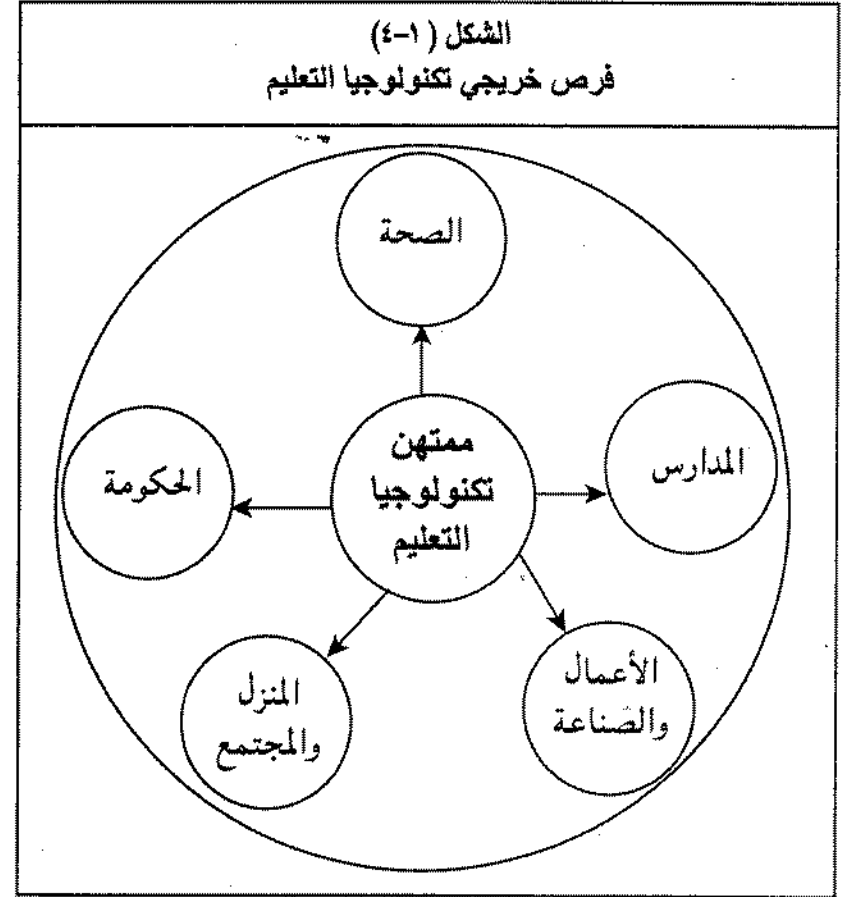 الشكل (١-٤)
فرص خريجي تكنولوجيا التعليم
الصحة
المدارس
ممتهن
تكنولوجيا
التعليم
الحكومة
الأعمال
والصناعة
المنزل
والمجتمع